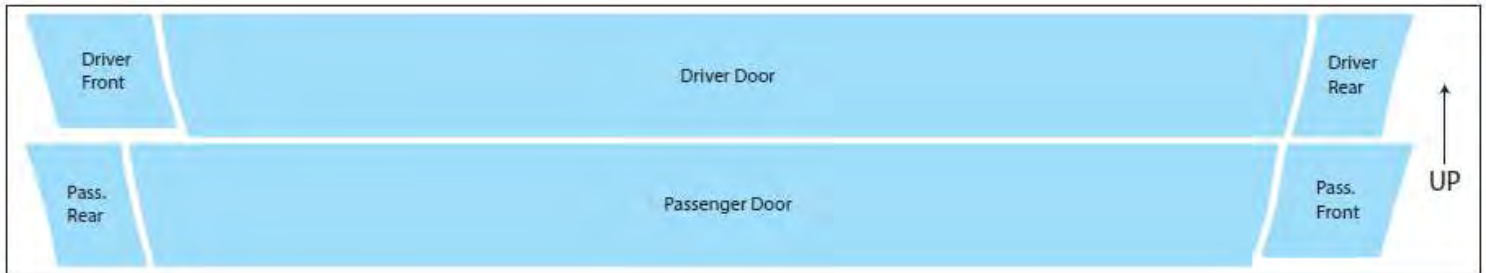 Driver
Front
Driver Door
Driver
Rear
UP
Pass.
Rear
Passenger Door
Pass.
Front